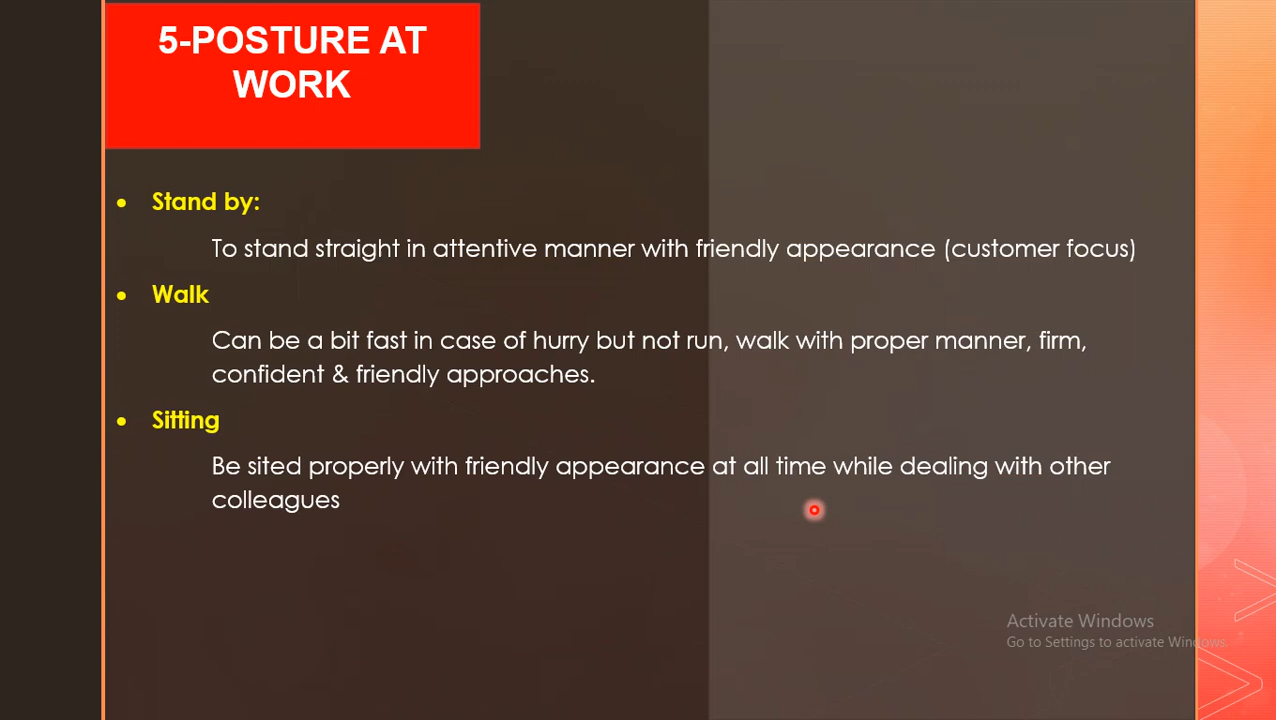 5-POSTURE AT
WORK
• Stand by:
To stand straight in attentive manner with friendly appearance (customer focus)
• Walk
Can be a bit fast in case of hurry but not run, walk with proper manner, firm,
confident & friendly approaches.
• Sitting
Be sited properly with friendly appearance at all time while dealing with other
colleagues
Activate Windows
Go to Settings to activate Windows.